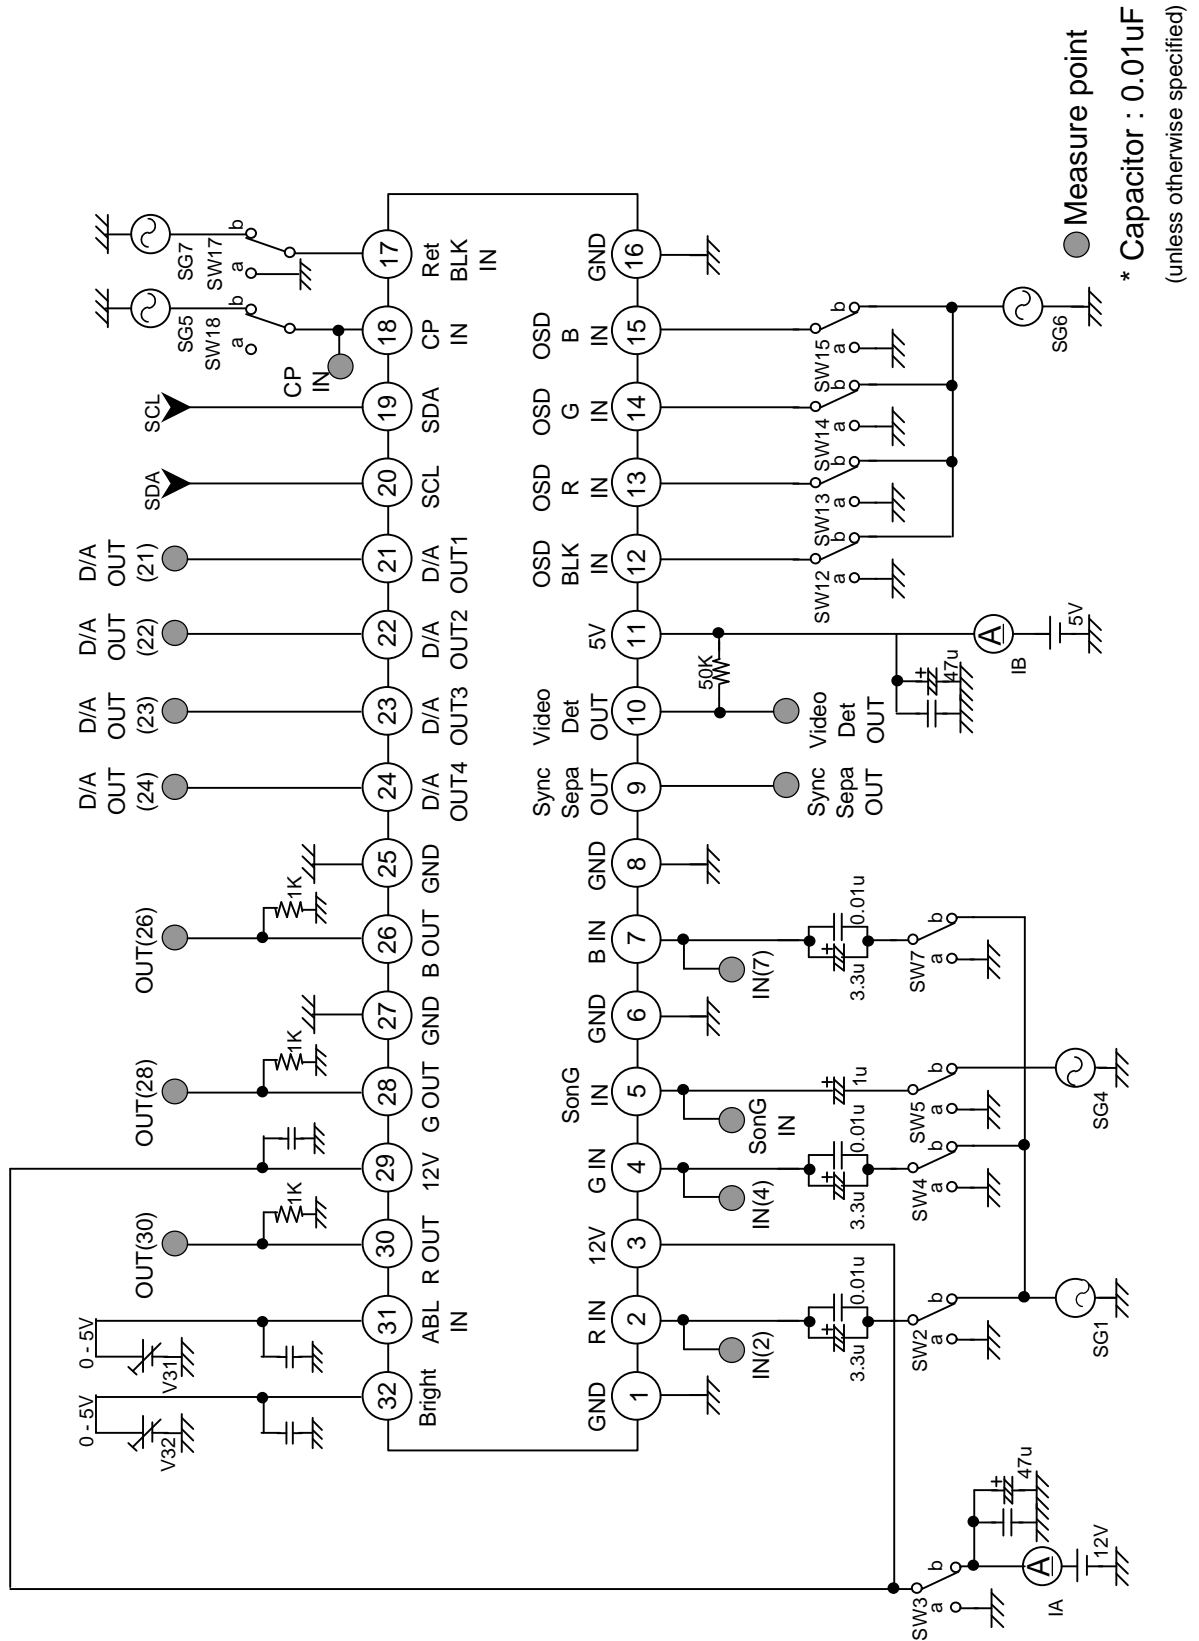 0 - 5V
V32
0 - 5V
V31
OUT(30)
1K
OUT(28)
1K
OUT(26)
1K
D/A
OUT
(24)
D/A
OUT
(23)
D/A
OUT
(22)
D/A
OUT
(21)
SDA
SCL
CP
IN
SG5
SW18
a
b
SG7
SW17
a
b
32
31
30
29
28
27
26
25
24
23
22
21
20
19
18
17
Bright
ABL
IN
R OUT
12V
G OUT
GND
B OUT
GND
D/A
OUT4
D/A
OUT3
D/A
OUT2
D/A
OUT1
SCL
SDA
CP
IN
Ret
BLK
IN
GND
R IN
12V
G IN
SonG
IN
GND
B IN
GND
Sync
Sepa
OUT
Video
Det
OUT
5V
OSD
BLK
IN
OSD
R
IN
OSD
G
IN
OSD
B
IN
GND
1
2
3
4
5
6
7
8
9
10
11
12
13
14
15
16
IN(2)
IN(4)
SonG
IN
IN(7)
Sync
Sepa
OUT
Video
Det
OUT
50K
3.3u
0.01u
3.3u
0.01u
1u
3.3u
0.01u
47u
SW3
a
b
SW2
a
b
SW4
a
b
SW5
a
b
SW7
a
b
SW12
a
b
SW13
a
b
SW14
a
b
SW15
a
b
47u
A
IA
12V
SG1
SG4
A
IB
5V
SG6
Measure point
* Capacitor : 0.01uF
(unless otherwise specified)